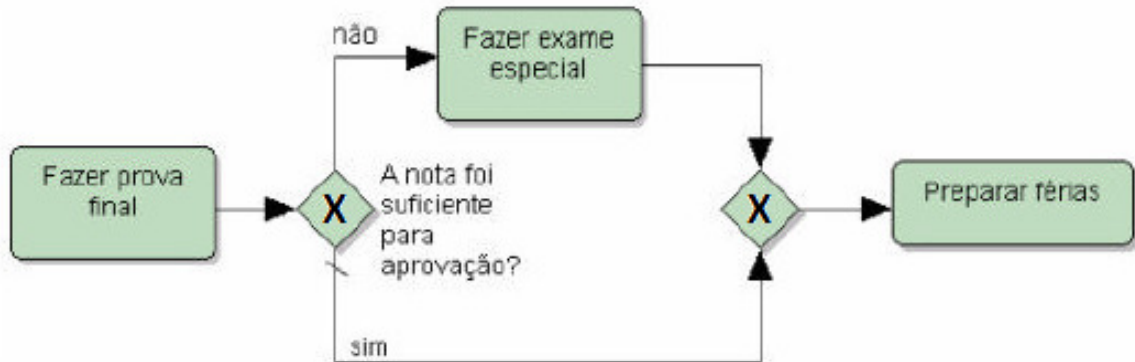 não
Fazer exame
especial
Fazer prova
final
X
A nota foi
suficiente
para
aprovação?
X
Preparar férias
sim